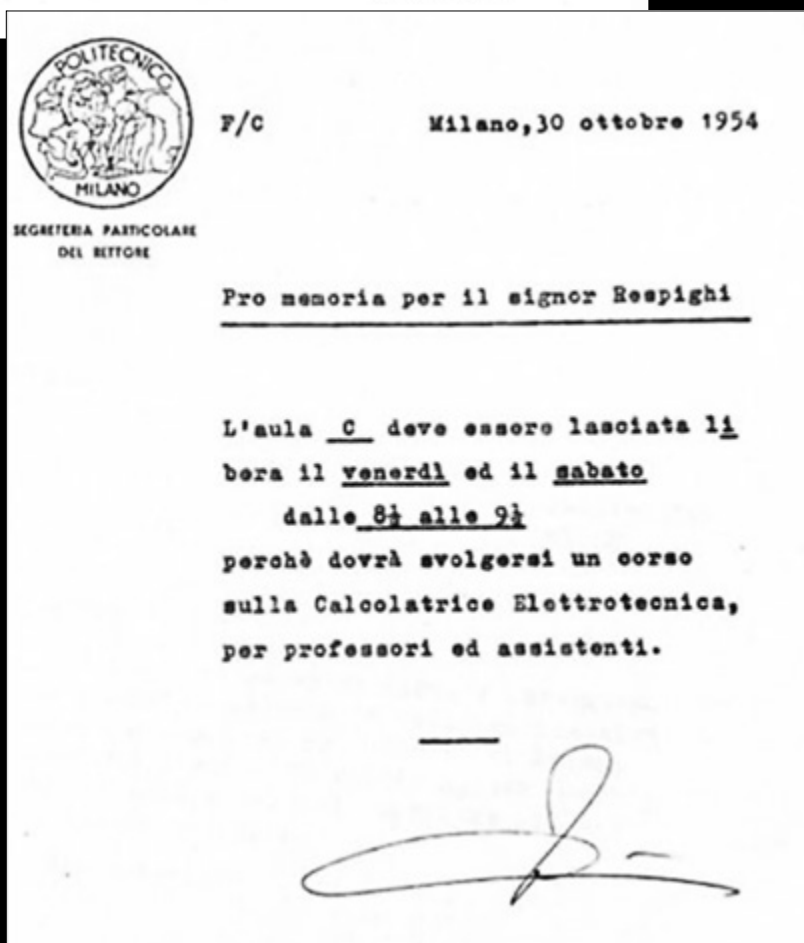 POLITECNICO
MILANO
SEGRETERIA PARTICOLARE
DEL RETTORE
F/C Milano,30 ottobre 1954
Pro memoria per il signor Respighi
L'aula C deve essere lasciata li
bera il venerdì ed il sabato
dalle 8½ alle 9½
perchè dovrà svolgersi un corso
sulla Calcolatrice Elettrotecnica,
per professori ed assistenti.